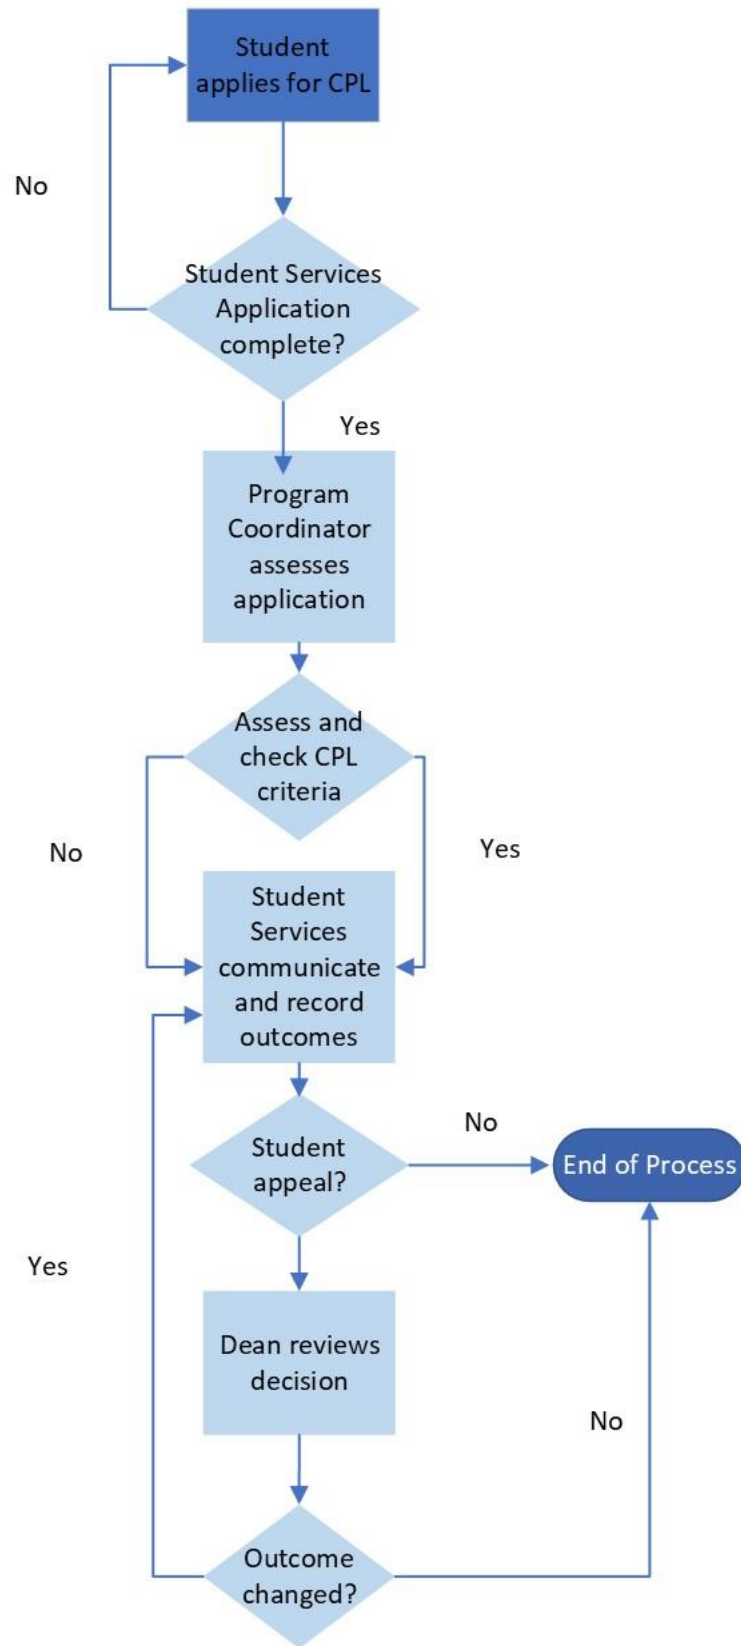 Student
applies for CPL
No
Student Services
Application
complete?
Yes
Program
Coordinator
assesses
application
Assess and
check CPL
criteria
No
Yes
Student
Services
communicate
and record
outcomes
Student
appeal?
No
End of Process
Yes
Dean reviews
decision
No
Outcome
changed?